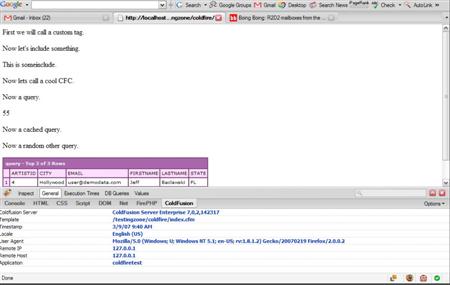 Google
Search
Google Groups
Gmail
Desktop
Search News
PageRank
Check
AutoLink
Gmail - Inbox (22)
http://localhost...ngzone/coldfire/
Boing Boing: R2D2 mailboxes from the ...
First we will call a custom tag.
Now let's include something.
This is someinclude.
Now lets call a cool CFC.
Now a query.
55
Now a cached query.
Now a random other query.
query - Top 3 of 3 Rows
ARTISTID CITY EMAIL FIRSTNAME LASTNAME STATE
1 4 Hollywood user@demodata.com Jeff Baclawski FL
Inspect General Execution Times DB Queries Values
Console HTML CSS Script DOM Net FirePHP ColdFusion Options
Coldfusion Server ColdFusion Server Enterprise 7,0,2,142317
Template /testingzone/coldfire/index.cfm
Timestamp 3/9/07 9:40 AM
Locale English (US)
User Agent Mozilla/5.0 (Windows; U; Windows NT 5.1; en-US; rv:1.8.1.2) Gecko/20070219 Firefox/2.0.0.2
Remote IP 127.0.0.1
Remote Host 127.0.0.1
Application coldfiretest
Done